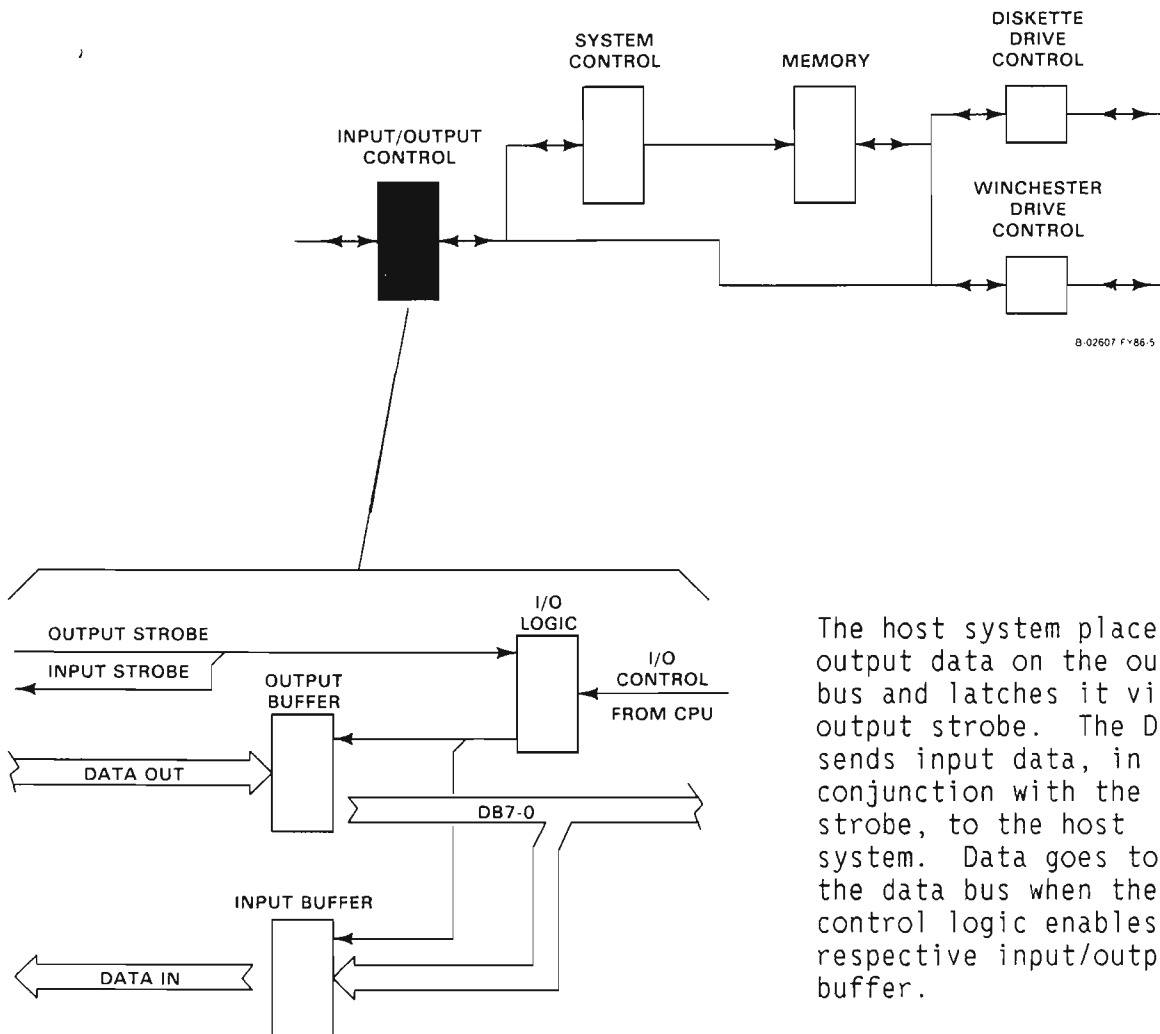 DISKETTE
DRIVE
CONTROL
SYSTEM
CONTROL
MEMORY
INPUT/OUTPUT
CONTROL
WINCHESTER
DRIVE
CONTROL
B-02607 FY86-5
I/O
LOGIC
OUTPUT STROBE
INPUT STROBE
I/O
CONTROL
FROM CPU
OUTPUT
BUFFER
DATA OUT
DB7-0
INPUT BUFFER
DATA IN
The host system place
output data on the ou
bus and latches it vi
output strobe. The D
sends input data, in
conjunction with the
strobe, to the host
system. Data goes to
the data bus when the
control logic enables
respective input/outp
buffer.